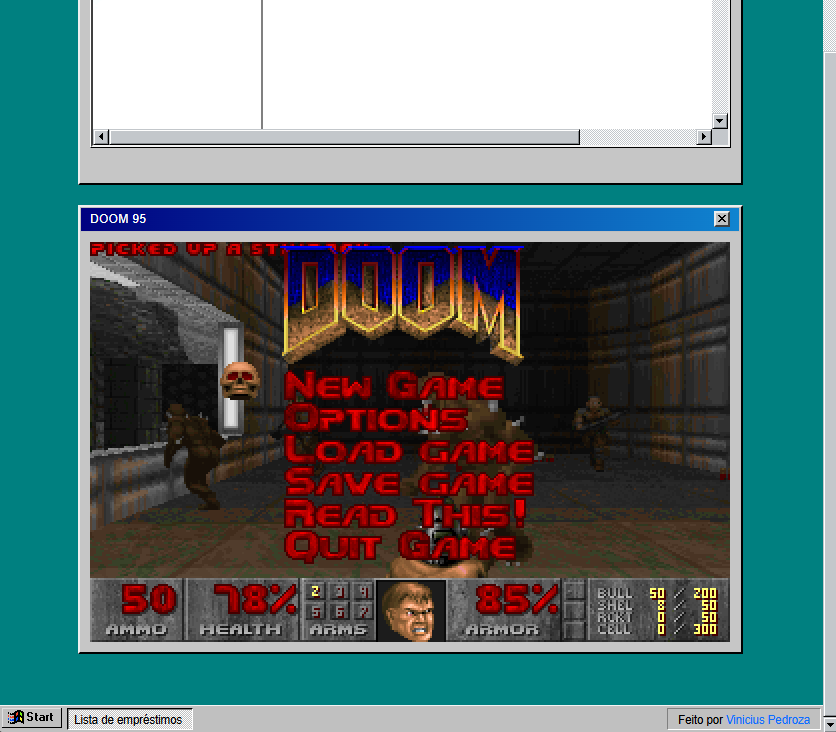 DOOM 95
PICKED UP A STIMPACK.
DOOM
NEW GAME
OPTIONS
LOAD GAME
SAVE GAME
READ THIS!
QUIT GAME
50 78% 2 3 4 85% BULL 50 / 200
5 6 7 SHEL 8 / 50
RCKT 0 / 50
AMMO HEALTH ARMS ARMOR CELL 0 / 300
Start Lista de empréstimos Feito por Vinicius Pedroza